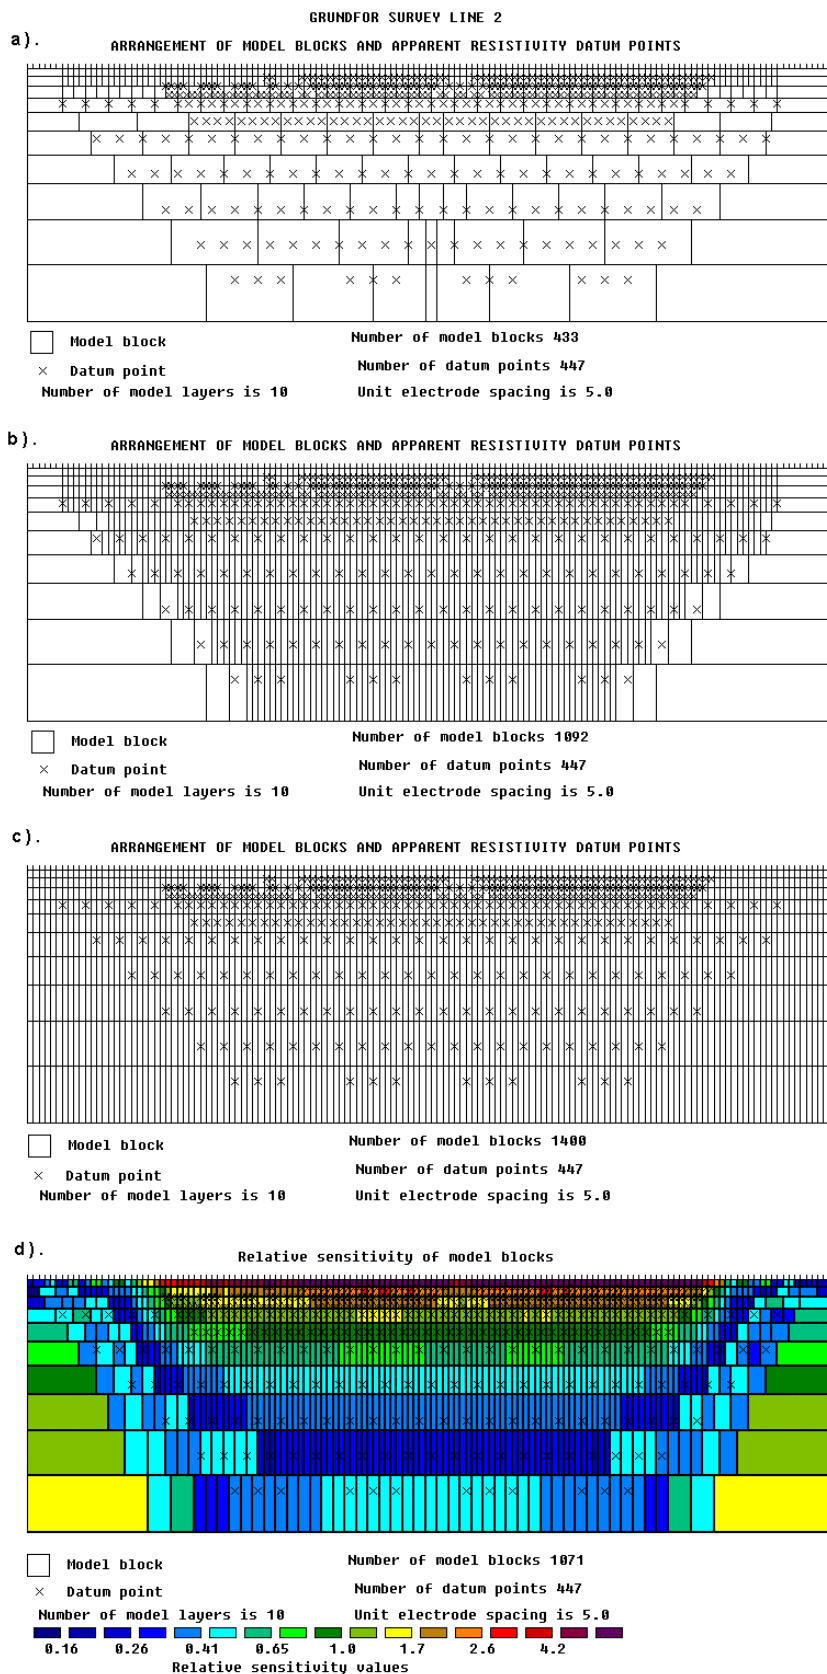 GRUNDFOR SURVEY LINE 2
a).
ARRANGEMENT OF MODEL BLOCKS AND APPARENT RESISTIVITY DATUM POINTS
Model block
Number of model blocks 433
Datum point
Number of datum points 447
Number of model layers is 10
Unit electrode spacing is 5.0
b).
ARRANGEMENT OF MODEL BLOCKS AND APPARENT RESISTIVITY DATUM POINTS
Model block
Number of model blocks 1092
Datum point
Number of datum points 447
Number of model layers is 10
Unit electrode spacing is 5.0
c).
ARRANGEMENT OF MODEL BLOCKS AND APPARENT RESISTIVITY DATUM POINTS
Model block
Number of model blocks 1400
Datum point
Number of datum points 447
Number of model layers is 10
Unit electrode spacing is 5.0
d).
Relative sensitivity of model blocks
Model block
Number of model blocks 1071
Datum point
Number of datum points 447
Number of model layers is 10
Unit electrode spacing is 5.0
0.16 0.26 0.41 0.65 1.0 1.7 2.6 4.2
Relative sensitivity values